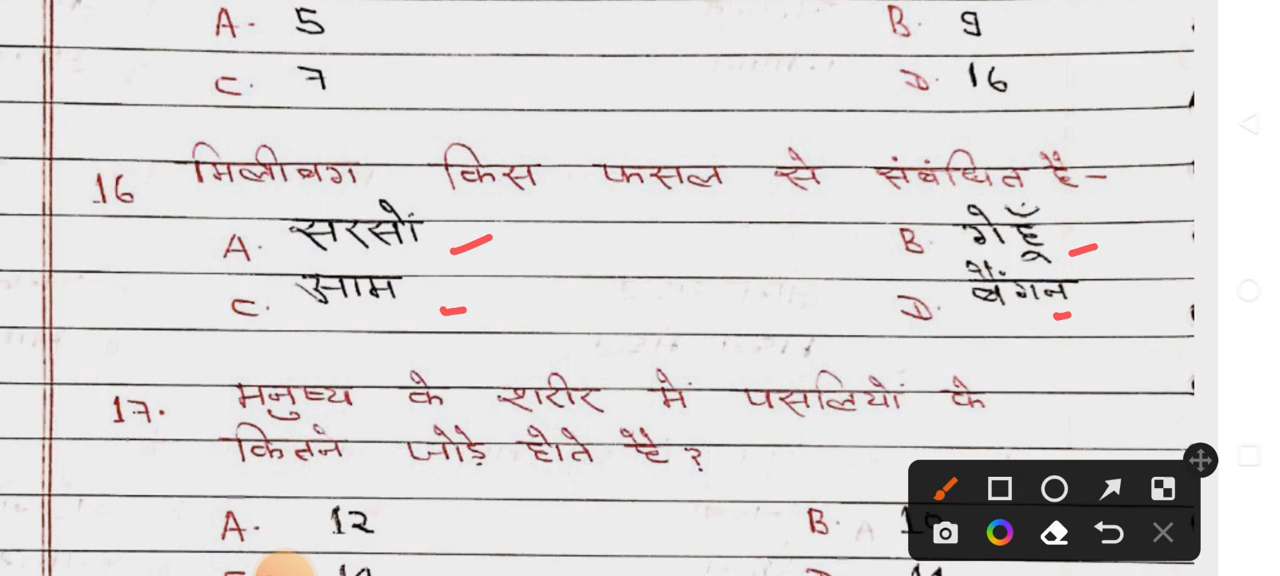 A. 5 B. 9
C. 7 D. 16
16 मिलीबग किस फसल से संबंधित है-
A. सरसों B. गेहूँ
C. आम D. बैंगन
17. मनुष्य के शरीर में पसलियों के
कितने जोड़े होते है?
A. 12 B.